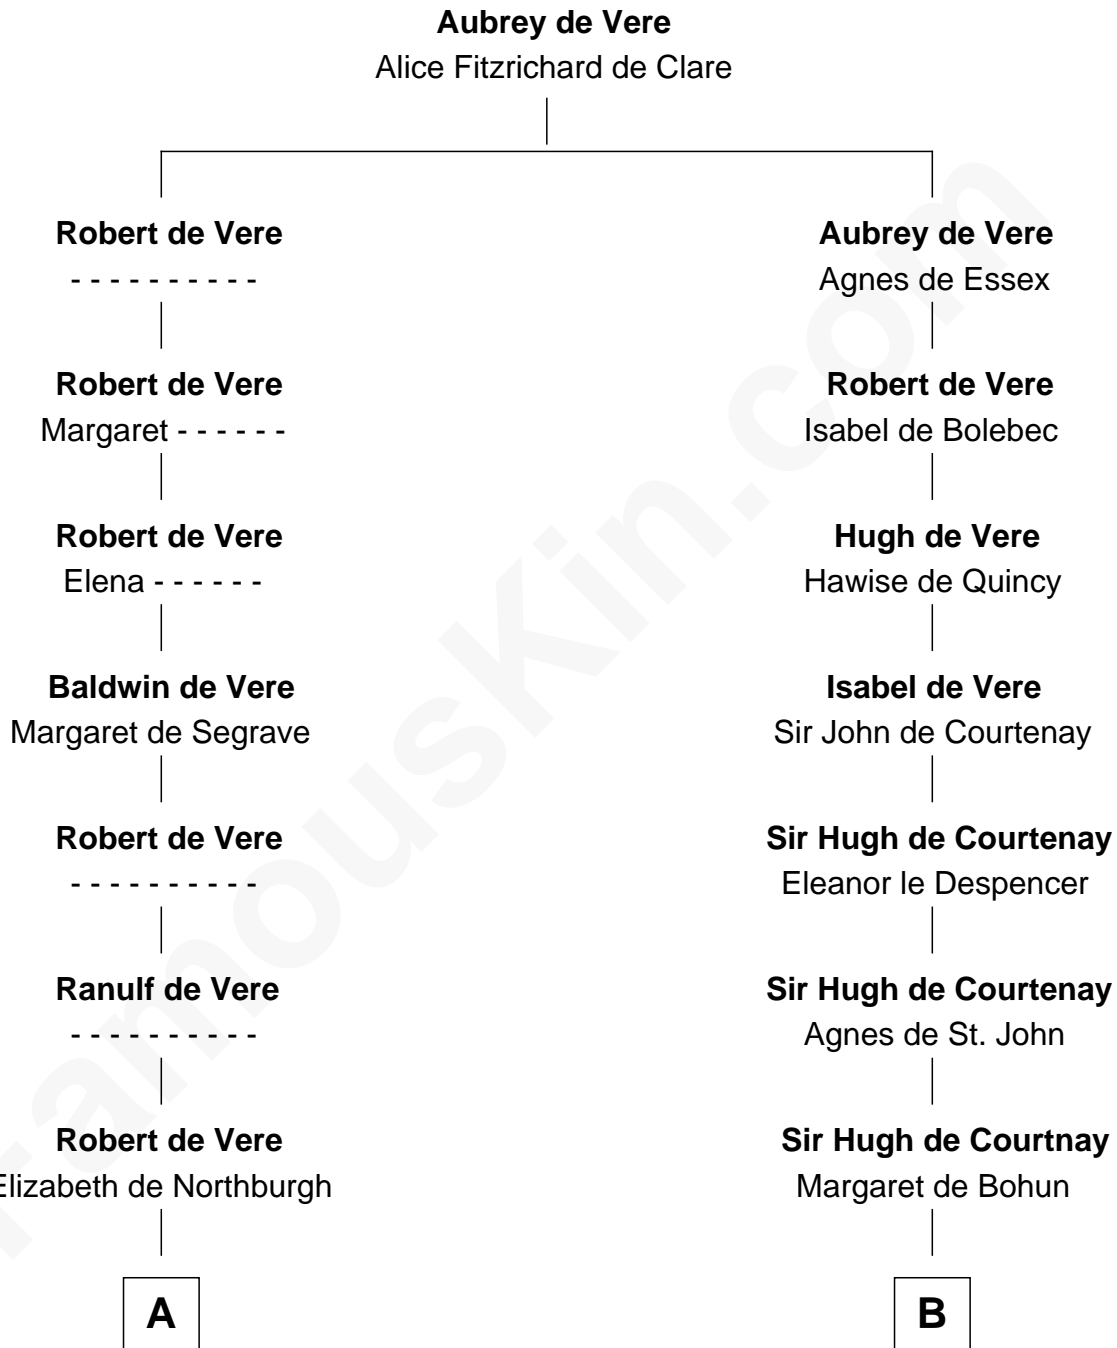 Aubrey de Vere
Alice Fitzrichard de Clare
Robert de Vere
- - - - - - - - - -
Aubrey de Vere
Agnes de Essex
Robert de Vere
Margaret - - - - - -
Robert de Vere
Isabel de Bolebec
Robert de Vere
Elena - - - - - -
Hugh de Vere
Hawise de Quincy
Baldwin de Vere
Margaret de Segrave
Isabel de Vere
Sir John de Courtenay
Robert de Vere
- - - - - - - - - -
Sir Hugh de Courtenay
Eleanor le Despencer
Ranulf de Vere
- - - - - - - - - -
Sir Hugh de Courtenay
Agnes de St. John
Robert de Vere
Elizabeth de Northburgh
Sir Hugh de Courtnay
Margaret de Bohun
A
B
FamousKin.com